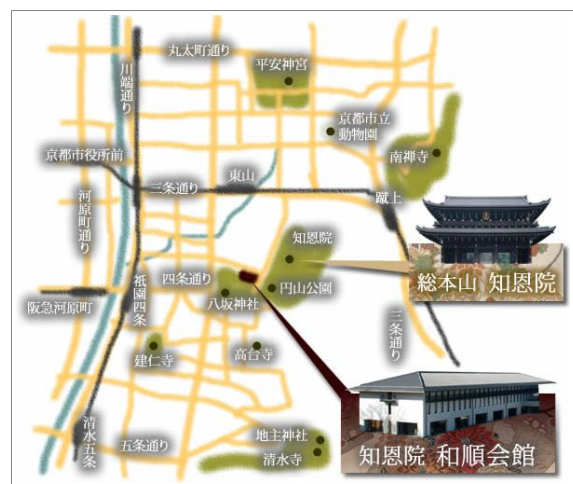 丸太町通り
川端通り
平安神宮
京都市立
動物園
京都市役所前
南禅寺
東山
三条通り
蹴上
河原町通り
知恩院
総本山 知恩院
四条通り
祇園四条
円山公園
八坂神社
阪急河原町
三条通り
建仁寺
高台寺
知恩院 和順会館
地主神社
五条通り
清水寺
清水五条